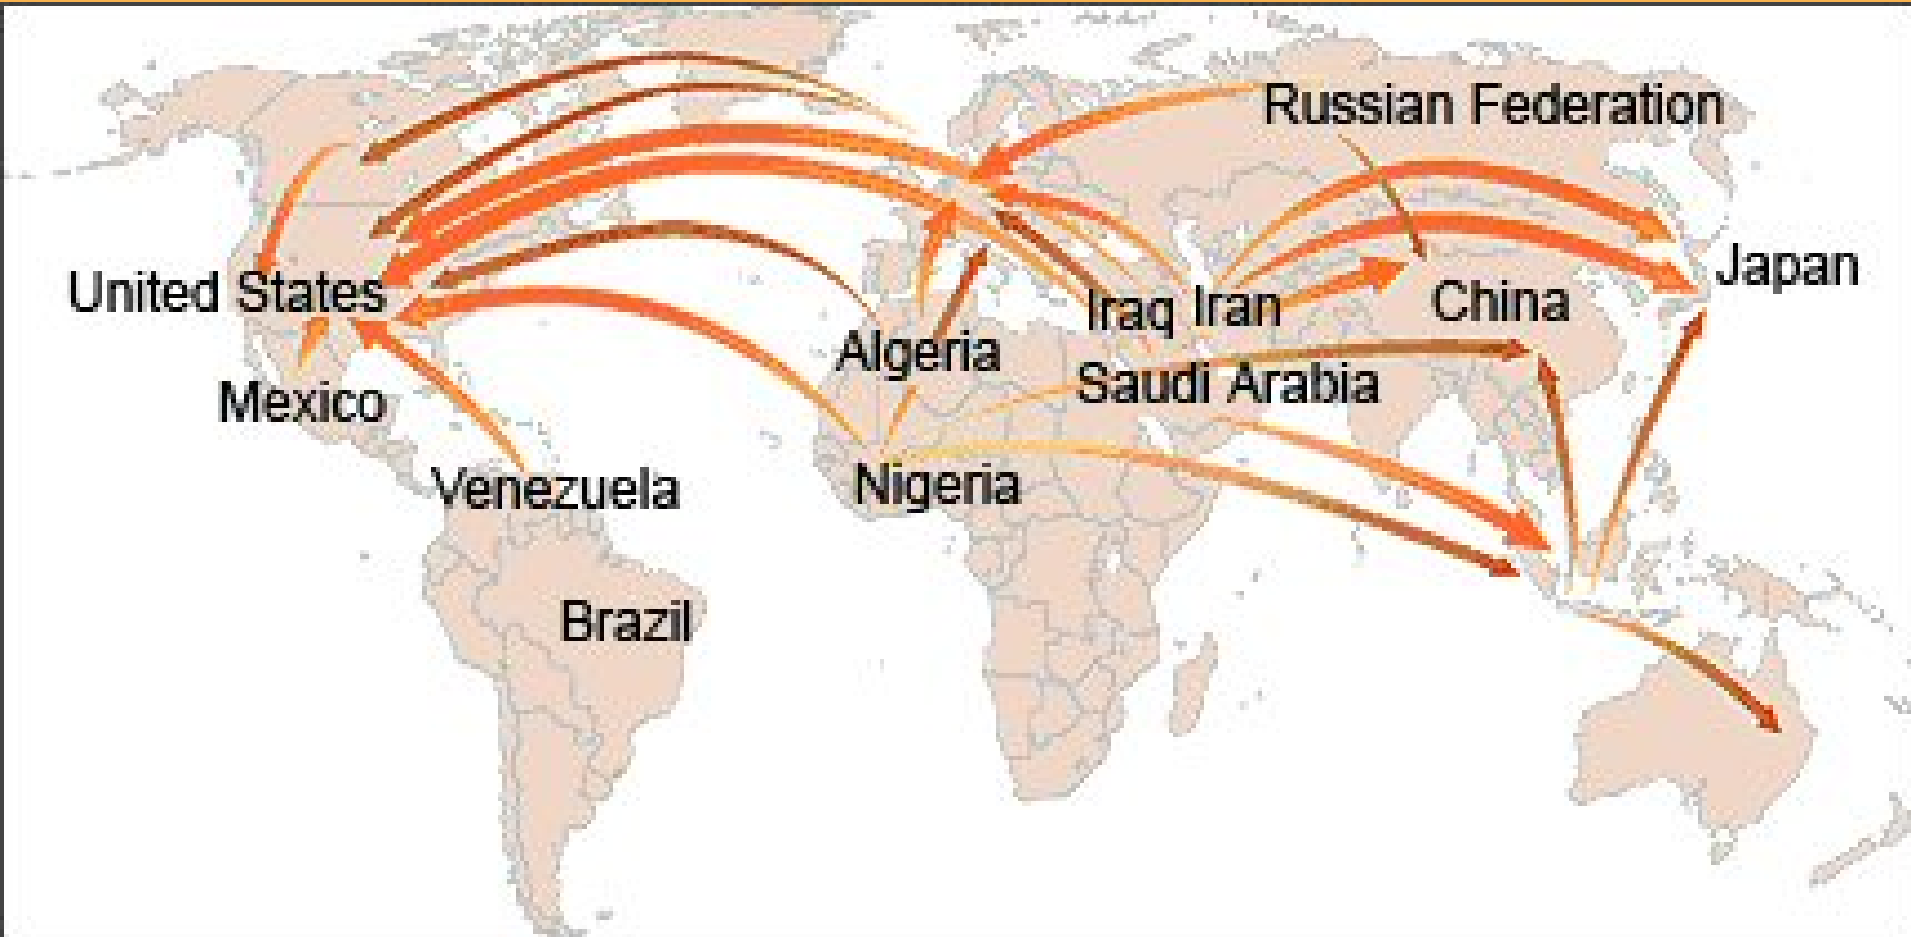 Russian Federation
United States
Japan
Iraq
Iran
China
Algeria
Saudi Arabia
Mexico
Venezuela
Nigeria
Brazil